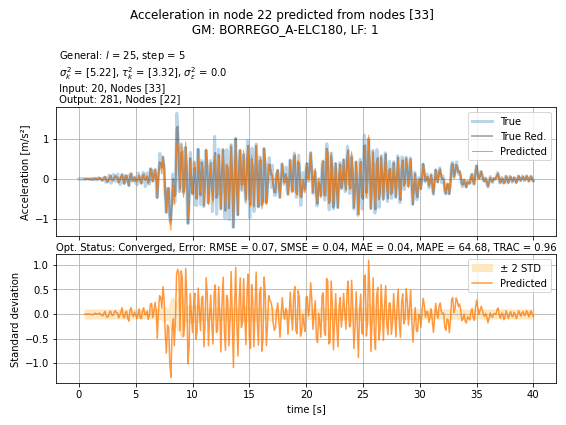 Acceleration in node 22 predicted from nodes [33]
GM: BORREGO_A-ELC180, LF: 1
General: l = 25, step = 5
σ²ₖ = [5.22], τ²ₖ = [3.32], σ²ε = 0.0
Input: 20, Nodes [33]
Output: 281, Nodes [22]
True
True Red.
Predicted
1
0
−1
Acceleration [m/s²]
Opt. Status: Converged, Error: RMSE = 0.07, SMSE = 0.04, MAE = 0.04, MAPE = 64.68, TRAC = 0.96
± 2 STD
Predicted
1.0
0.5
0.0
−0.5
−1.0
Standard deviation
0 5 10 15 20 25 30 35 40
time [s]